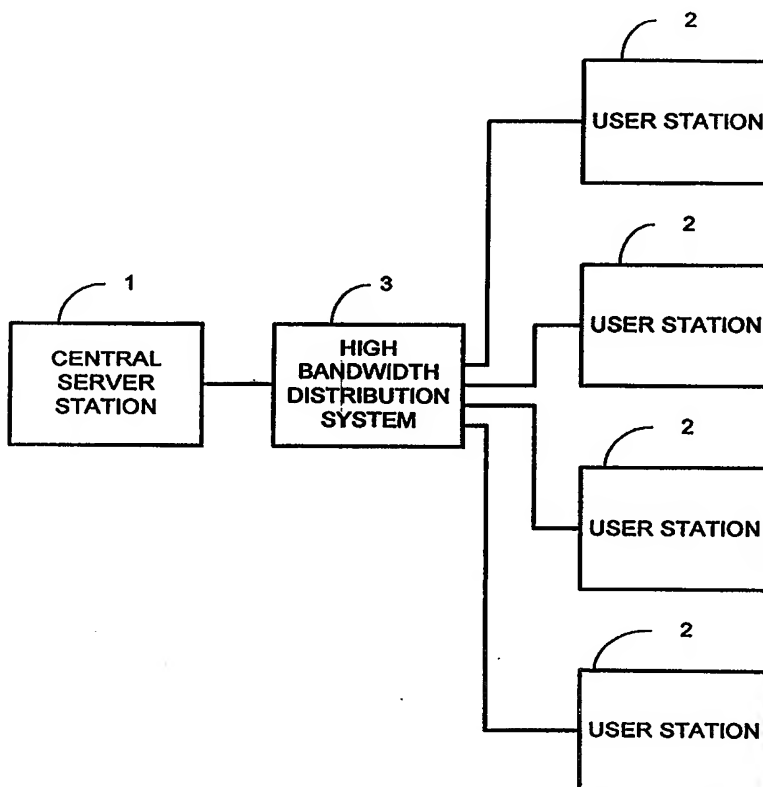 2
USER STATION
2
USER STATION
1
CENTRAL
SERVER
STATION
3
HIGH
BANDWIDTH
DISTRIBUTION
SYSTEM
2
USER STATION
2
USER STATION